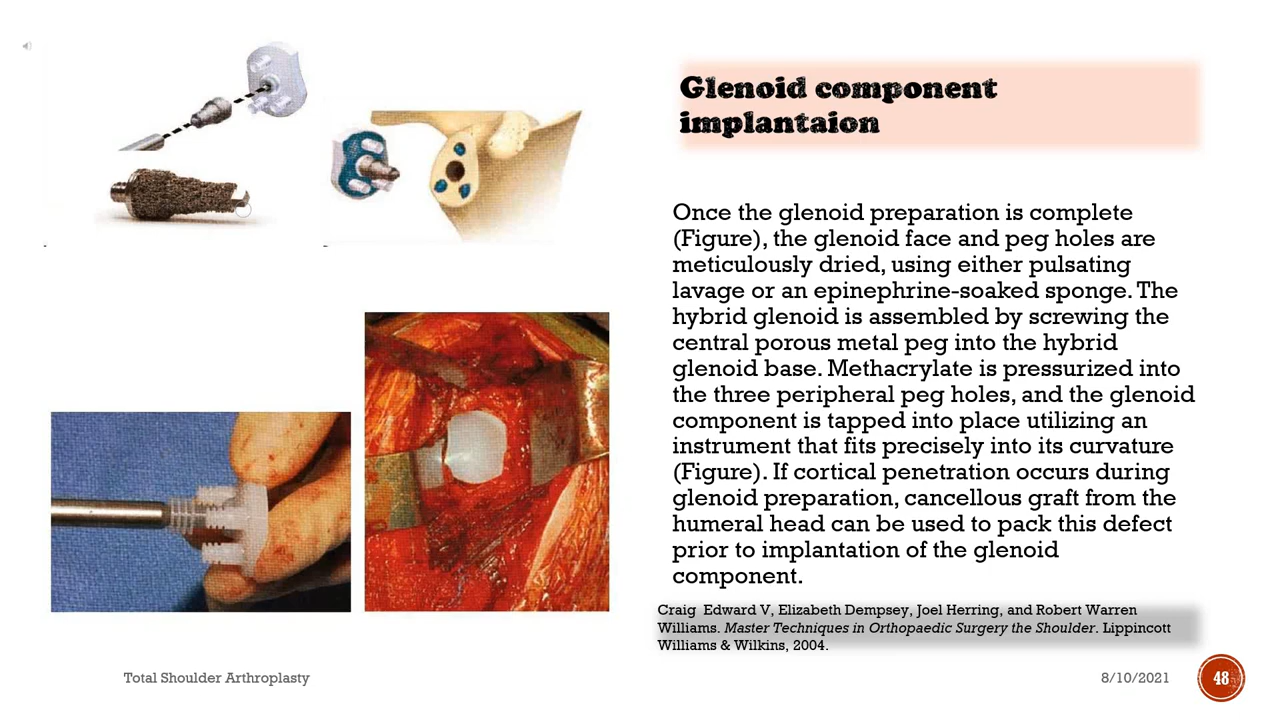 Glenoid component
implantaion
Once the glenoid preparation is complete
(Figure), the glenoid face and peg holes are
meticulously dried, using either pulsating
lavage or an epinephrine-soaked sponge. The
hybrid glenoid is assembled by screwing the
central porous metal peg into the hybrid
glenoid base. Methacrylate is pressurized into
the three peripheral peg holes, and the glenoid
component is tapped into place utilizing an
instrument that fits precisely into its curvature
(Figure). If cortical penetration occurs during
glenoid preparation, cancellous graft from the
humeral head can be used to pack this defect
prior to implantation of the glenoid
component.
Craig Edward V, Elizabeth Dempsey, Joel Herring, and Robert Warren
Williams. Master Techniques in Orthopaedic Surgery the Shoulder. Lippincott
Williams & Wilkins, 2004.
Total Shoulder Arthroplasty
8/10/2021
48